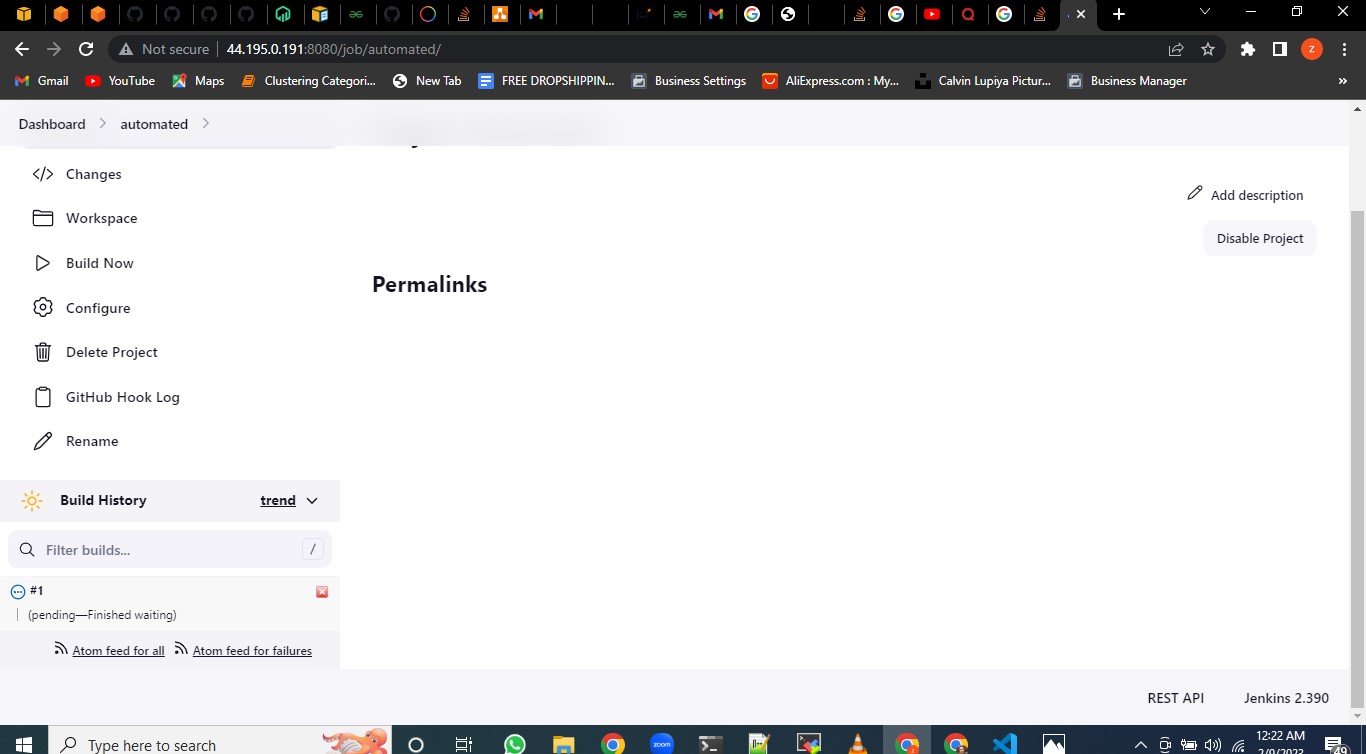 Not secure
44.195.0.191:8080/job/automated/
Z
Gmail
YouTube
Maps
Clustering Categori...
New Tab
FREE DROPSHIPPIN...
Business Settings
AliExpress.com : My...
Calvin Lupiya Pictur...
Business Manager
»
Dashboard
automated
Changes
Workspace
Build Now
Configure
Delete Project
GitHub Hook Log
Rename
Add description
Disable Project
Permalinks
Build History
trend
Filter builds...
/
#1
(pending—Finished waiting)
Atom feed for all
Atom feed for failures
REST API
Jenkins 2.390
Type here to search
zoom
12:22 AM
2/9/2023
49